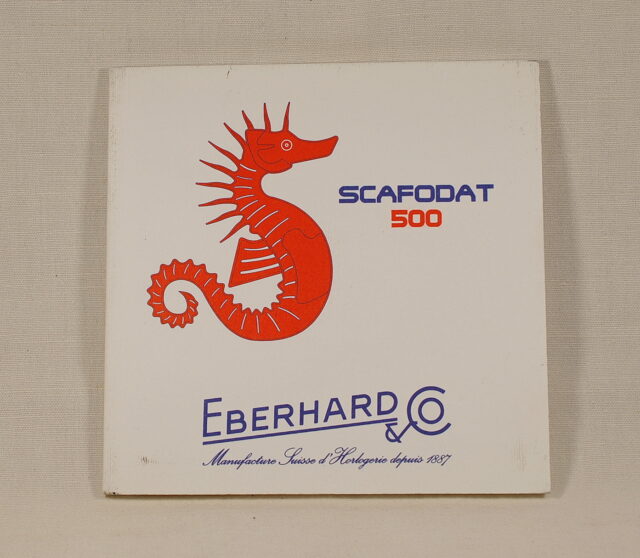 SCAFODAT
500
EBERHARD & CO
Manufacture Suisse d'Horlogerie depuis 1887